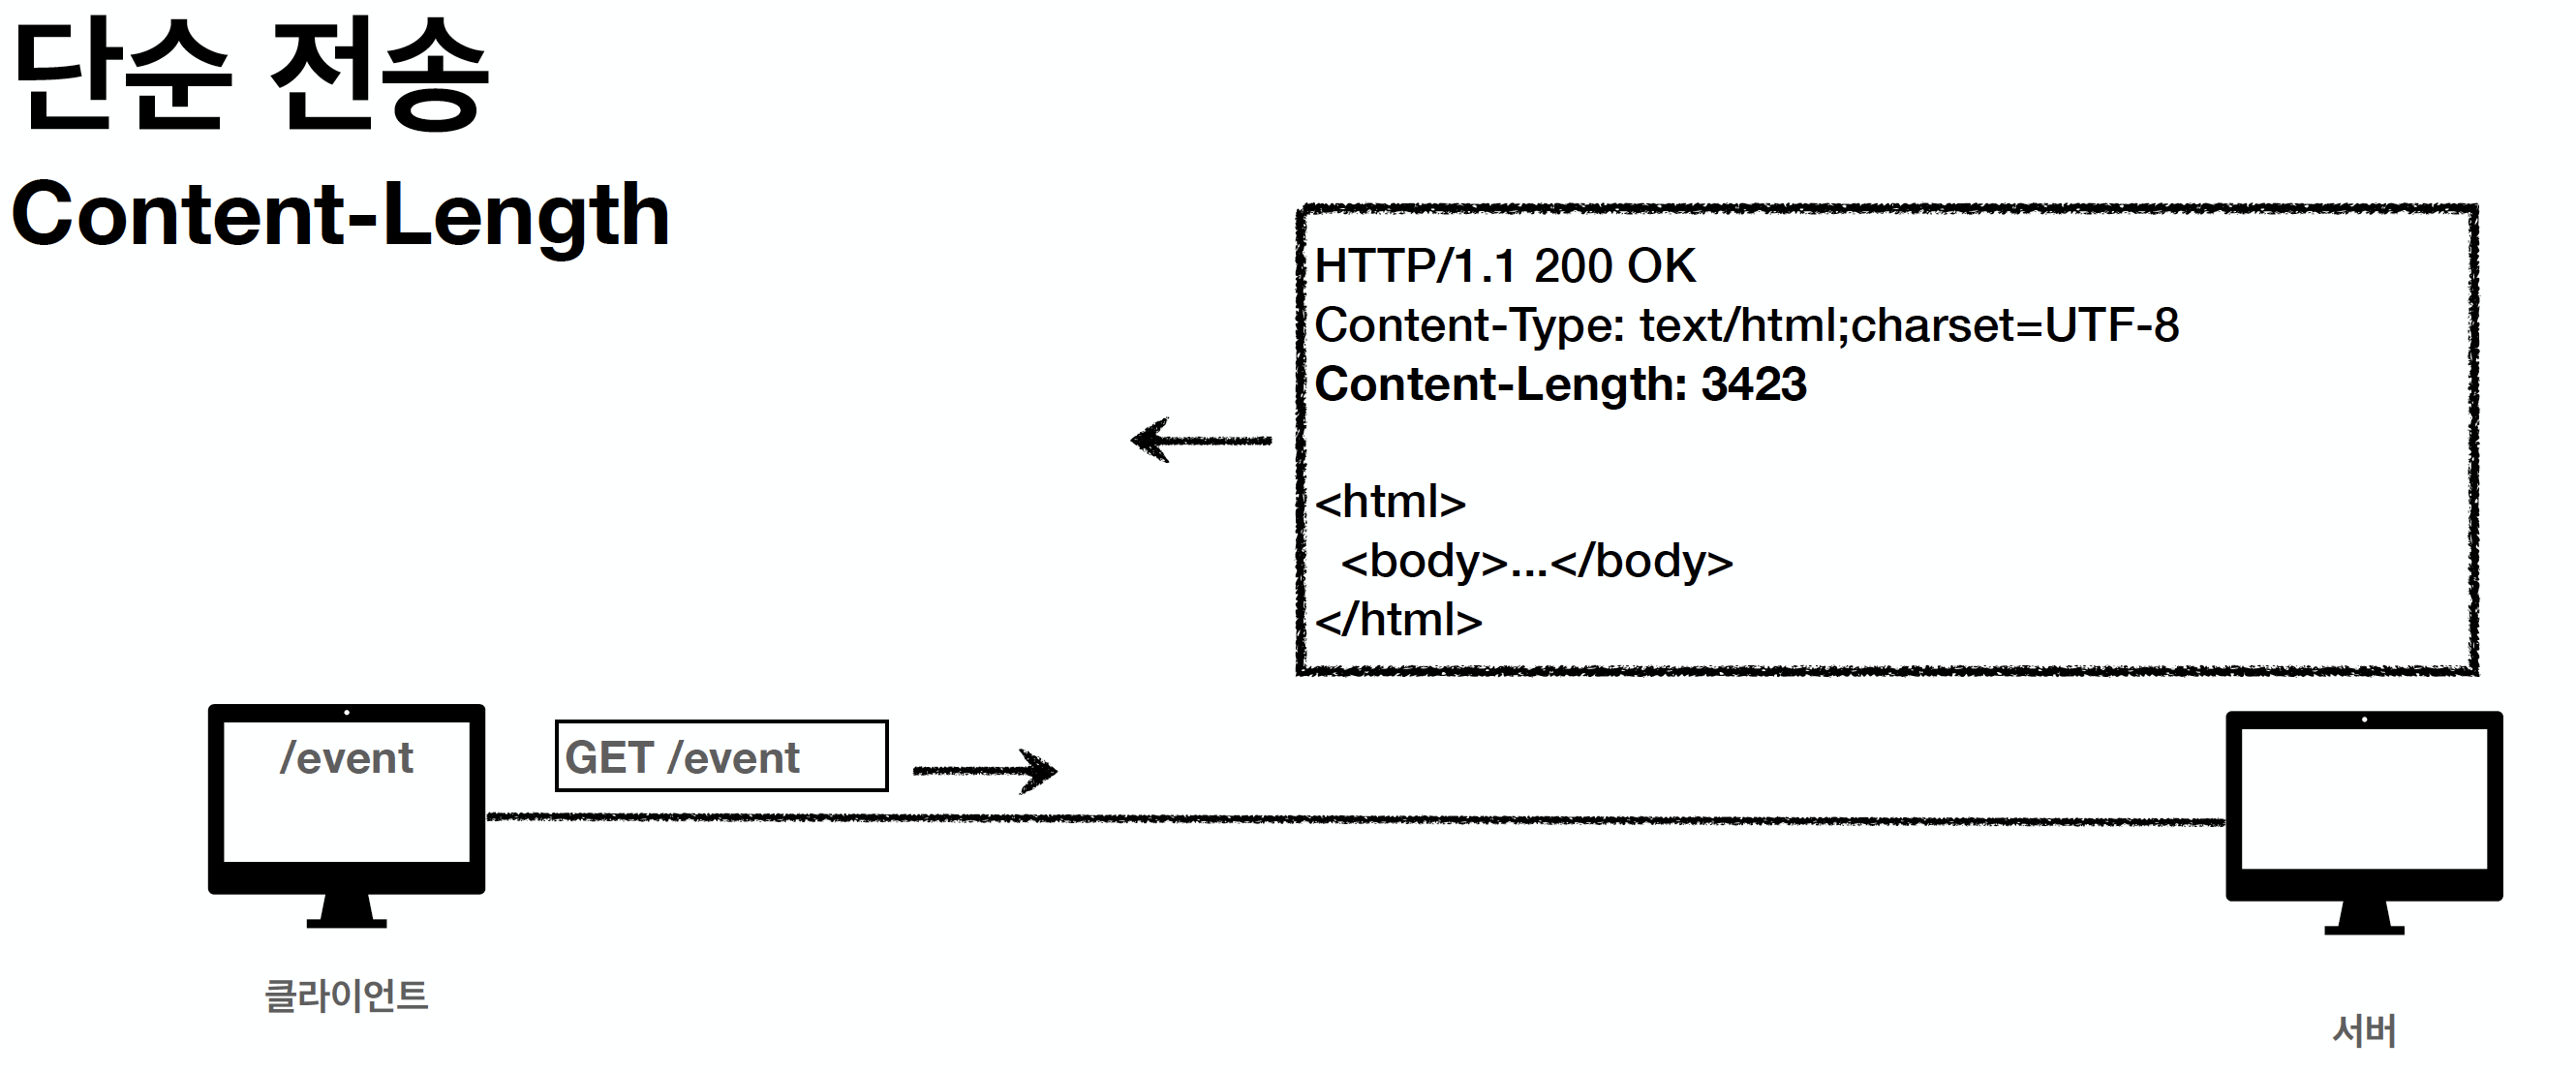 단순 전송
Content-Length
HTTP/1.1 200 OK
Content-Type: text/html;charset=UTF-8
Content-Length: 3423
<html>
<body>...</body>
</html>
/event
GET /event
클라이언트
서버